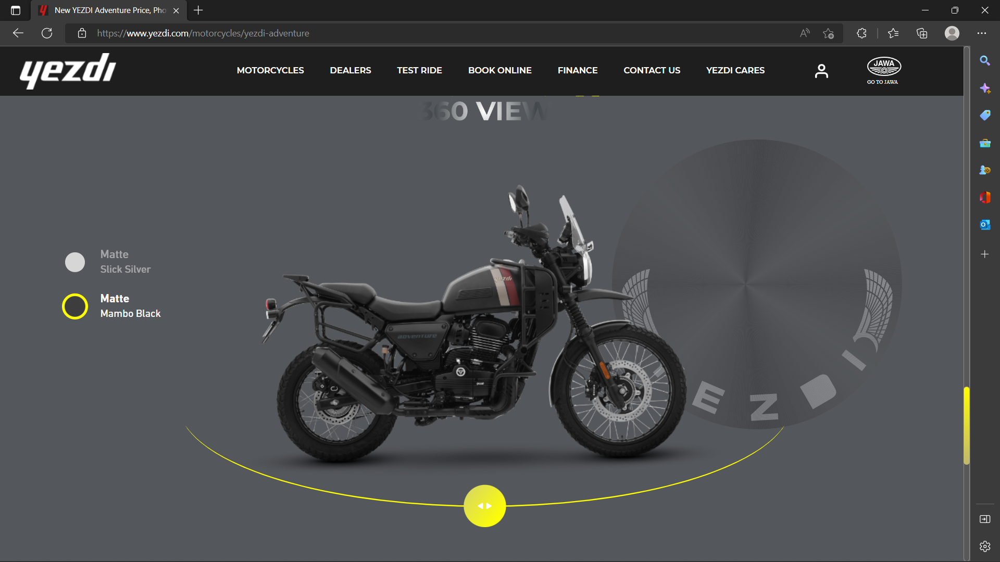 New YEZDI Adventure Price, Pho
https://www.yezdi.com/motorcycles/yezdi-adventure
yezdi
MOTORCYCLES
DEALERS
TEST RIDE
BOOK ONLINE
FINANCE
CONTACT US
YEZDI CARES
JAWA
GO TO JAWA
360 VIEW
Matte
Slick Silver
Matte
Mambo Black
yezdi
adventure
yezdi
EZDI